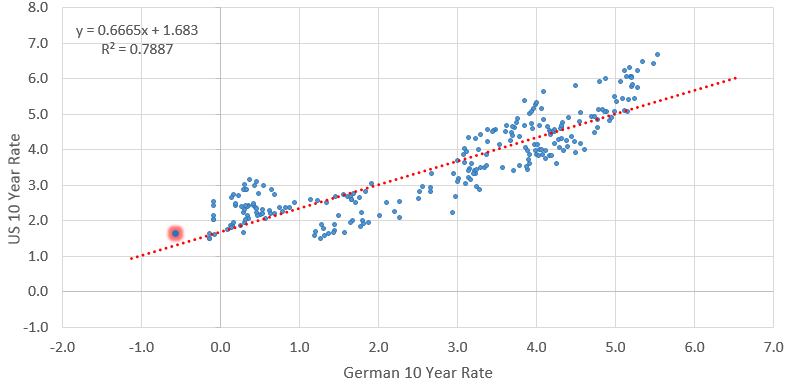 8.0
y = 0.6665x + 1.683
R² = 0.7887
7.0
6.0
5.0
4.0
3.0
2.0
1.0
0.0
-1.0
US 10 Year Rate
-2.0 -1.0 0.0 1.0 2.0 3.0 4.0 5.0 6.0 7.0
German 10 Year Rate